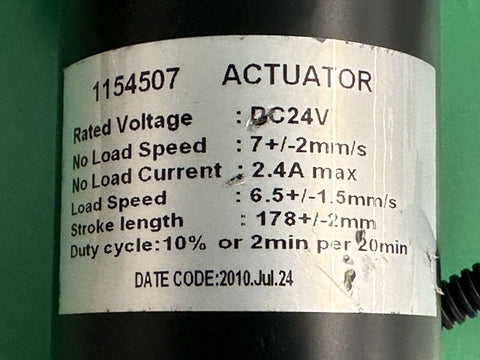 1154507 ACTUATOR
Rated Voltage : DC24V
No Load Speed : 7+/-2mm/s
No Load Current : 2.4A max
Load Speed : 6.5+/-1.5mm/s
Stroke length : 178+/-2mm
Duty cycle:10% or 2min per 20min
DATE CODE:2010.Jul.24